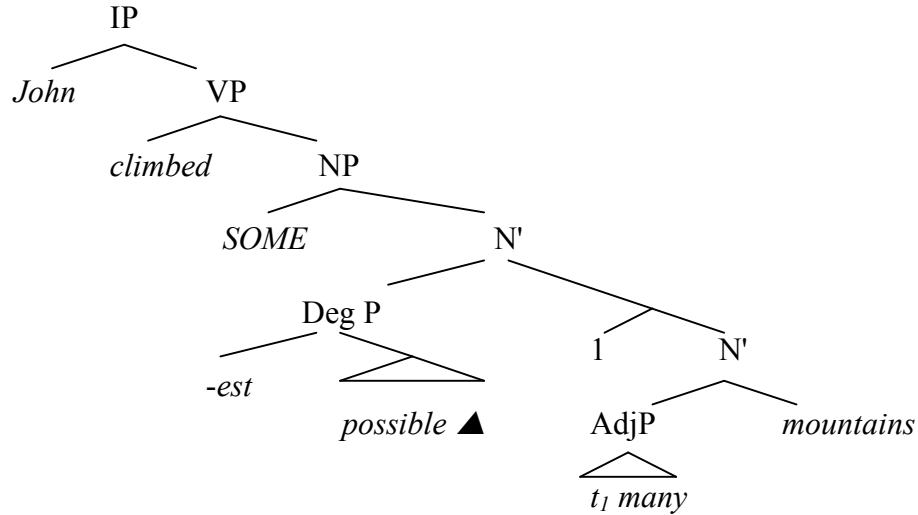 IP
John VP
climbed NP
SOME N'
Deg P
1 N'
-est
possible ▲ AdjP mountains
t1 many